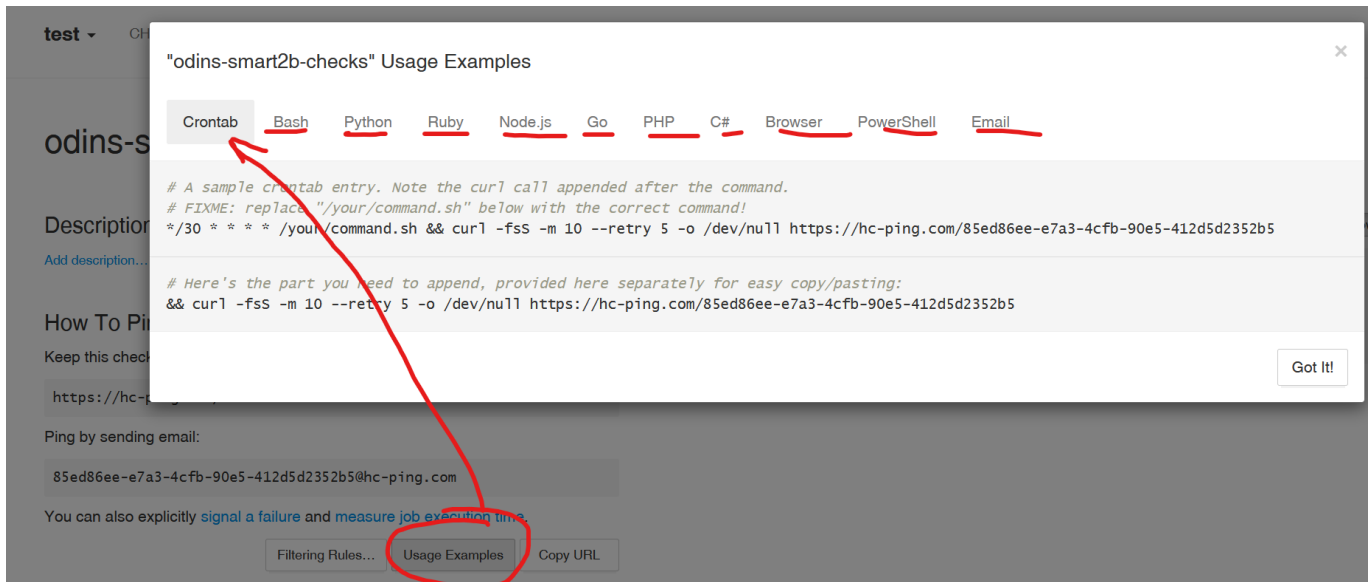 test
CH
"odins-smart2b-checks" Usage Examples
×
Crontab Bash Python Ruby Node.js Go PHP C# Browser PowerShell Email
odins-s
# A sample crontab entry. Note the curl call appended after the command.
# FIXME: replace "/your/command.sh" below with the correct command!
*/30 * * * * /your/command.sh && curl -fsS -m 10 --retry 5 -o /dev/null https://hc-ping.com/85ed86ee-e7a3-4cfb-90e5-412d5d2352b5
Description
Add description...
# Here's the part you need to append, provided here separately for easy copy/pasting:
&& curl -fsS -m 10 --retry 5 -o /dev/null https://hc-ping.com/85ed86ee-e7a3-4cfb-90e5-412d5d2352b5
How To Pi
Keep this check
Got It!
https://hc-p
Ping by sending email:
85ed86ee-e7a3-4cfb-90e5-412d5d2352b5@hc-ping.com
You can also explicitly signal a failure and measure job execution time.
Filtering Rules... Usage Examples Copy URL